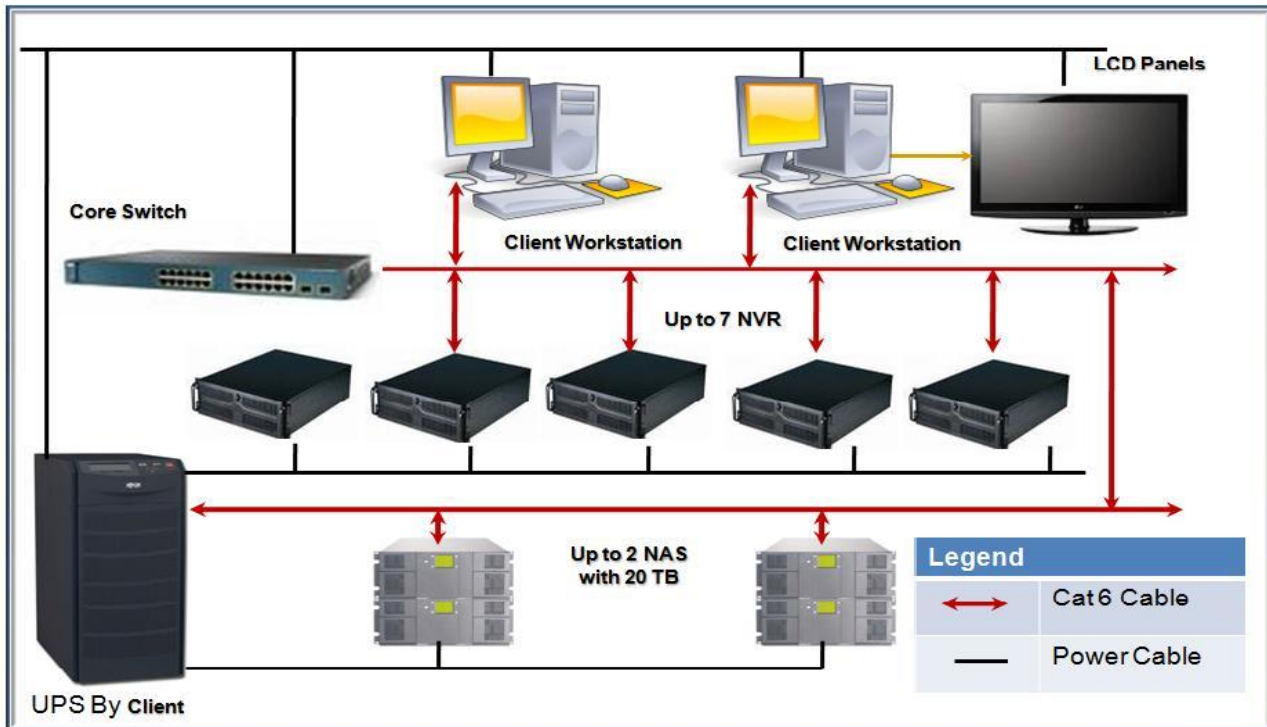 LCD Panels
Core Switch
Client Workstation
Client Workstation
Up to 7 NVR
Up to 2 NAS
with 20 TB
Legend
Cat 6 Cable
Power Cable
UPS By Client